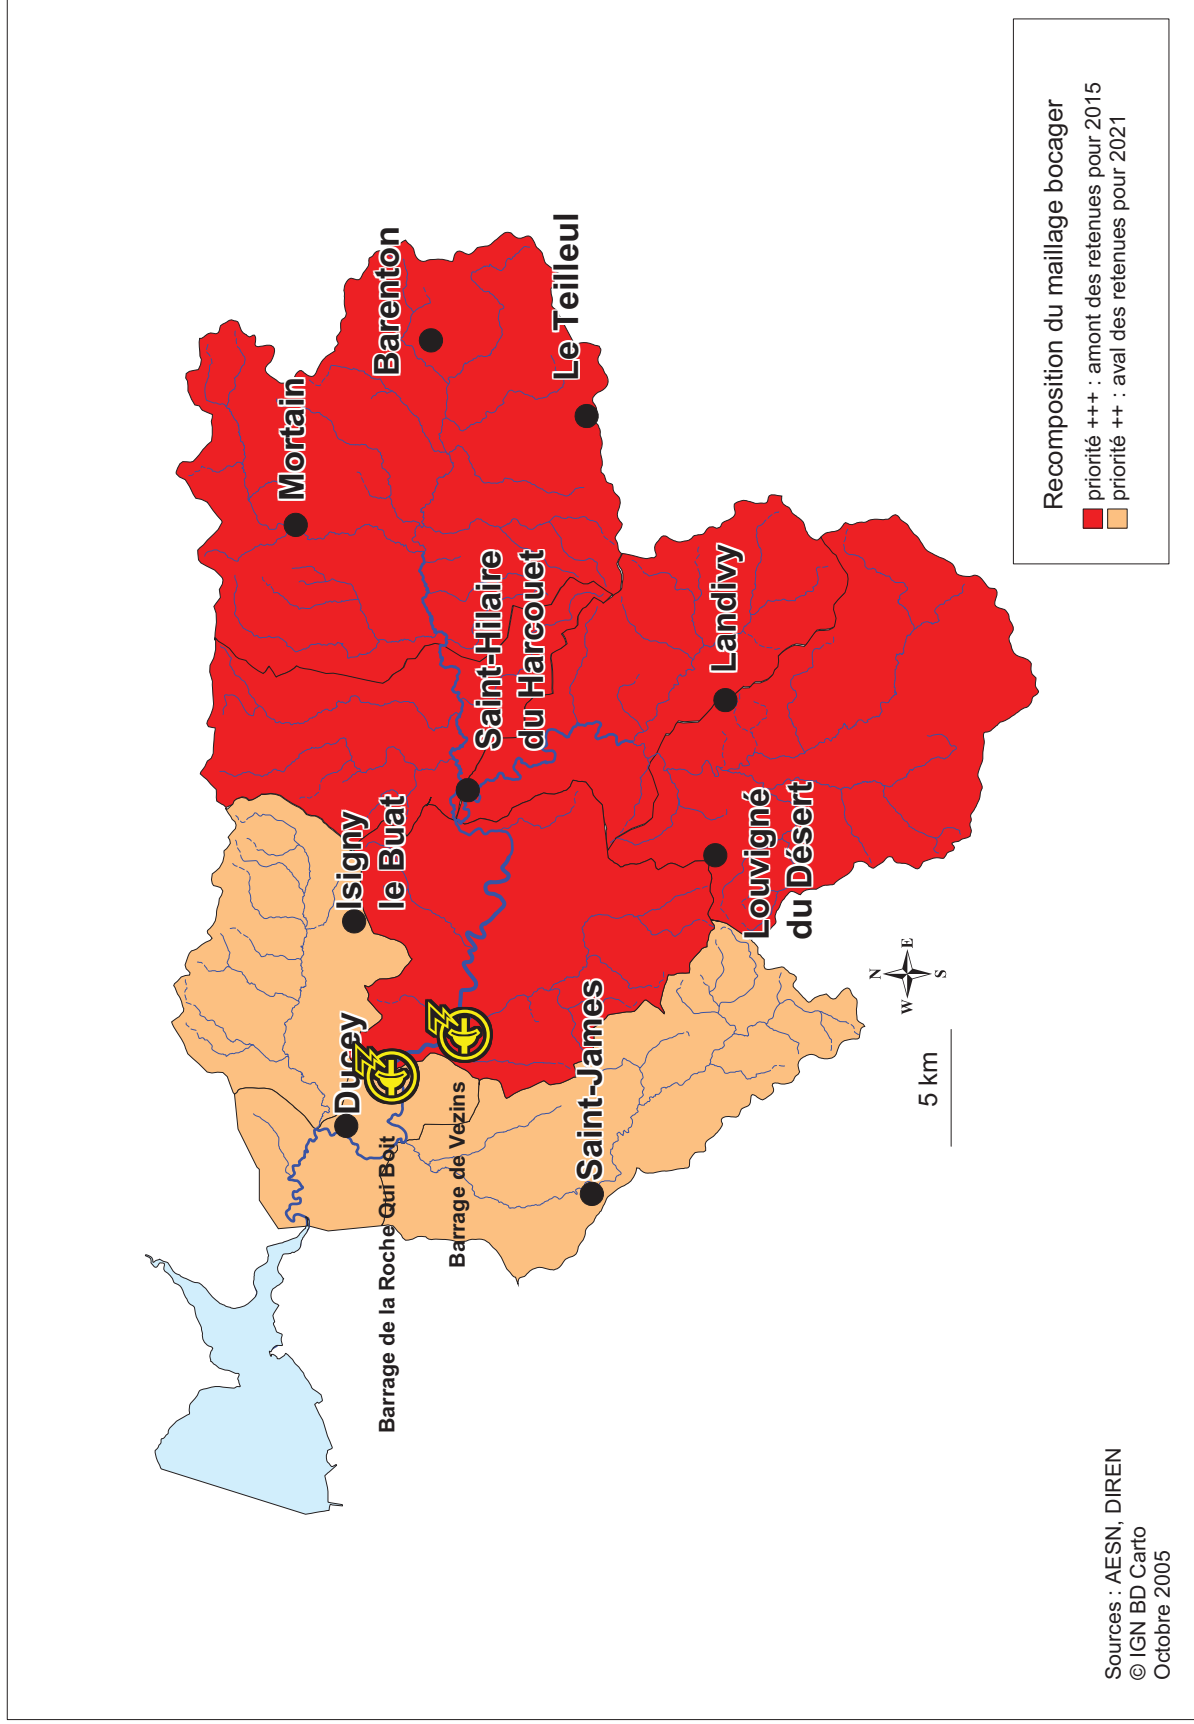 Mortain
Barenton
Le Teilleul
Isigny
le Buat
Saint-Hilaire
du Harcouet
Ducey
Landivy
Louvigné
du Désert
Saint-James
Barrage de la Roche Qui Boit
Barrage de Vezins
N
W
E
S
5 km
Recomposition du maillage bocager
priorité +++ : amont des retenues pour 2015
priorité ++ : aval des retenues pour 2021
Sources : AESN, DIREN
© IGN BD Carto
Octobre 2005